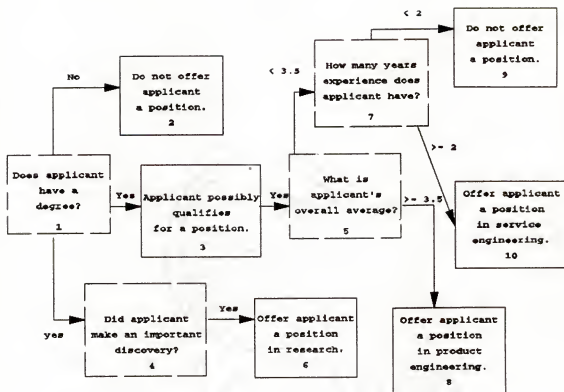 No
Do not offer
applicant
a position.
2
Does applicant
have a
degree?
1
Yes
Applicant possibly
qualifies
for a position.
3
Yes
What is
applicant's
overall average?
5
< 3.5
How many years
experience does
applicant have?
7
< 2
Do not offer
applicant
a position.
9
>= 2
Offer applicant
a position
in service
engineering.
10
>= 3.5
Offer applicant
a position
in product
engineering.
8
yes
Did applicant
make an important
discovery?
4
Yes
Offer applicant
a position
in research.
6